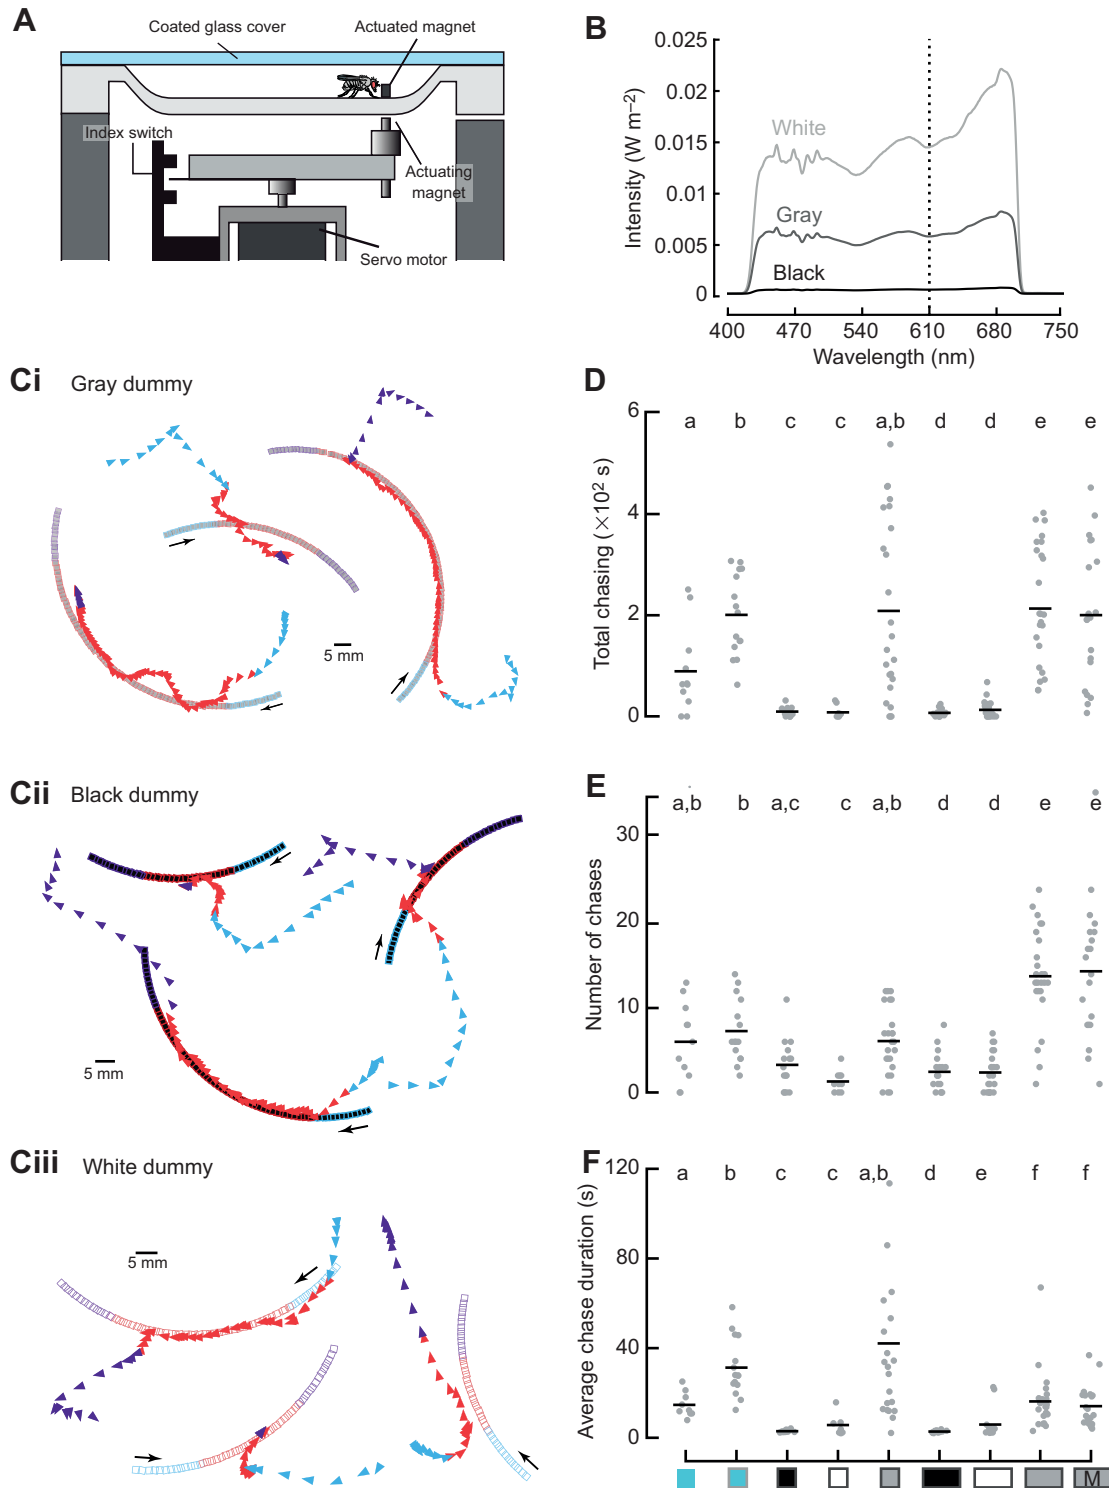 A
Coated glass cover
Actuated magnet
Index switch
Actuating
magnet
Servo motor
B
Intensity (W m–2)
0.025
0.02
0.015
0.01
0.005
0
White
Gray
Black
400 470 540 610 680 750
Wavelength (nm)
Ci Gray dummy
5 mm
Cii Black dummy
5 mm
Ciii White dummy
5 mm
D
Total chasing (×10² s)
6
4
2
0
a b c c a,b d d e e
E
Number of chases
30
20
10
0
a,b b a,c c a,b d d e e
F
Average chase duration (s)
120
80
40
0
a b c c a,b d e f f
M